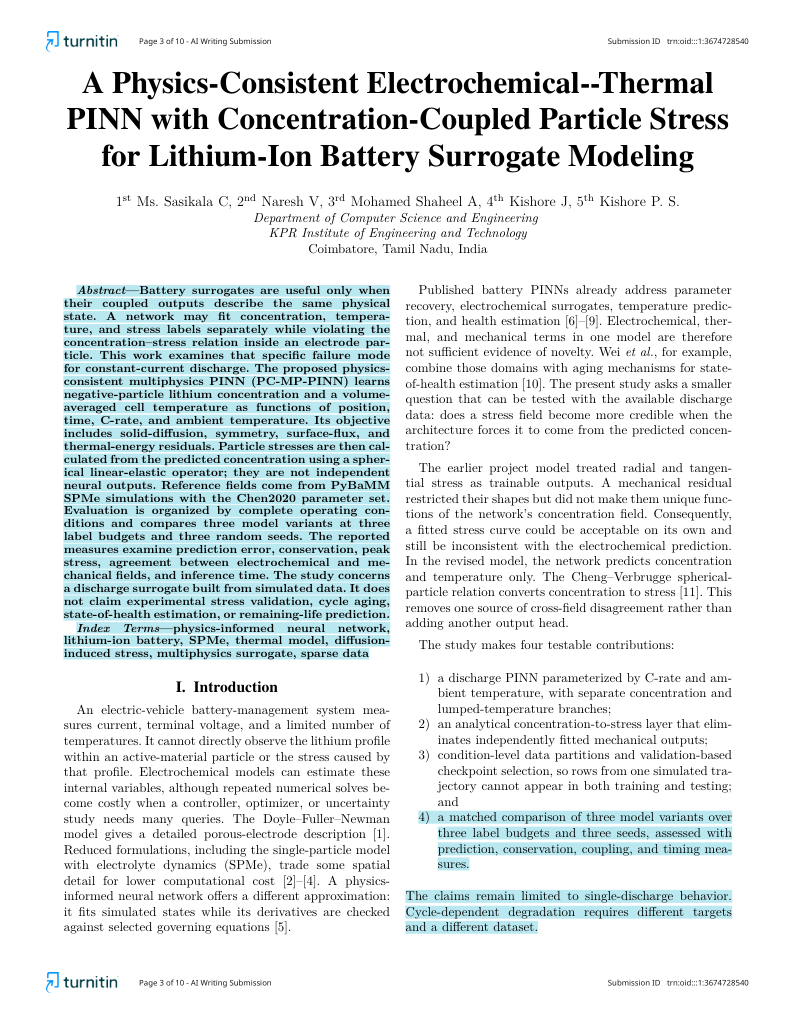 turnitin Page 3 of 10 - AI Writing Submission Submission ID trn:oid:::1:3674728540
A Physics-Consistent Electrochemical--Thermal
PINN with Concentration-Coupled Particle Stress
for Lithium-Ion Battery Surrogate Modeling
1st Ms. Sasikala C, 2nd Naresh V, 3rd Mohamed Shaheel A, 4th Kishore J, 5th Kishore P. S.
Department of Computer Science and Engineering
KPR Institute of Engineering and Technology
Coimbatore, Tamil Nadu, India
Abstract—Battery surrogates are useful only when
their coupled outputs describe the same physical
state. A network may fit concentration, tempera-
ture, and stress labels separately while violating the
concentration–stress relation inside an electrode par-
ticle. This work examines that specific failure mode
for constant-current discharge. The proposed physics-
consistent multiphysics PINN (PC-MP-PINN) learns
negative-particle lithium concentration and a volume-
averaged cell temperature as functions of position,
time, C-rate, and ambient temperature. Its objective
includes solid-diffusion, symmetry, surface-flux, and
thermal-energy residuals. Particle stresses are then cal-
culated from the predicted concentration using a spher-
ical linear-elastic operator; they are not independent
neural outputs. Reference fields come from PyBaMM
SPMe simulations with the Chen2020 parameter set.
Evaluation is organized by complete operating con-
ditions and compares three model variants at three
label budgets and three random seeds. The reported
measures examine prediction error, conservation, peak
stress, agreement between electrochemical and me-
chanical fields, and inference time. The study concerns
a discharge surrogate built from simulated data. It does
not claim experimental stress validation, cycle aging,
state-of-health estimation, or remaining-life prediction.
Index Terms—physics-informed neural network,
lithium-ion battery, SPMe, thermal model, diffusion-
induced stress, multiphysics surrogate, sparse data
I. Introduction
An electric-vehicle battery-management system mea-
sures current, terminal voltage, and a limited number of
temperatures. It cannot directly observe the lithium profile
within an active-material particle or the stress caused by
that profile. Electrochemical models can estimate these
internal variables, although repeated numerical solves be-
come costly when a controller, optimizer, or uncertainty
study needs many queries. The Doyle–Fuller–Newman
model gives a detailed porous-electrode description [1].
Reduced formulations, including the single-particle model
with electrolyte dynamics (SPMe), trade some spatial
detail for lower computational cost [2]–[4]. A physics-
informed neural network offers a different approximation:
it fits simulated states while its derivatives are checked
against selected governing equations [5].
Published battery PINNs already address parameter
recovery, electrochemical surrogates, temperature predic-
tion, and health estimation [6]–[9]. Electrochemical, ther-
mal, and mechanical terms in one model are therefore
not sufficient evidence of novelty. Wei et al., for example,
combine those domains with aging mechanisms for state-
of-health estimation [10]. The present study asks a smaller
question that can be tested with the available discharge
data: does a stress field become more credible when the
architecture forces it to come from the predicted concen-
tration?
The earlier project model treated radial and tangen-
tial stress as trainable outputs. A mechanical residual
restricted their shapes but did not make them unique func-
tions of the network's concentration field. Consequently,
a fitted stress curve could be acceptable on its own and
still be inconsistent with the electrochemical prediction.
In the revised model, the network predicts concentration
and temperature only. The Cheng–Verbrugge spherical-
particle relation converts concentration to stress [11]. This
removes one source of cross-field disagreement rather than
adding another output head.
The study makes four testable contributions:
1) a discharge PINN parameterized by C-rate and am-
bient temperature, with separate concentration and
lumped-temperature branches;
2) an analytical concentration-to-stress layer that elim-
inates independently fitted mechanical outputs;
3) condition-level data partitions and validation-based
checkpoint selection, so rows from one simulated tra-
jectory cannot appear in both training and testing;
and
4) a matched comparison of three model variants over
three label budgets and three seeds, assessed with
prediction, conservation, coupling, and timing mea-
sures.
The claims remain limited to single-discharge behavior.
Cycle-dependent degradation requires different targets
and a different dataset.
turnitin Page 3 of 10 - AI Writing Submission Submission ID trn:oid:::1:3674728540